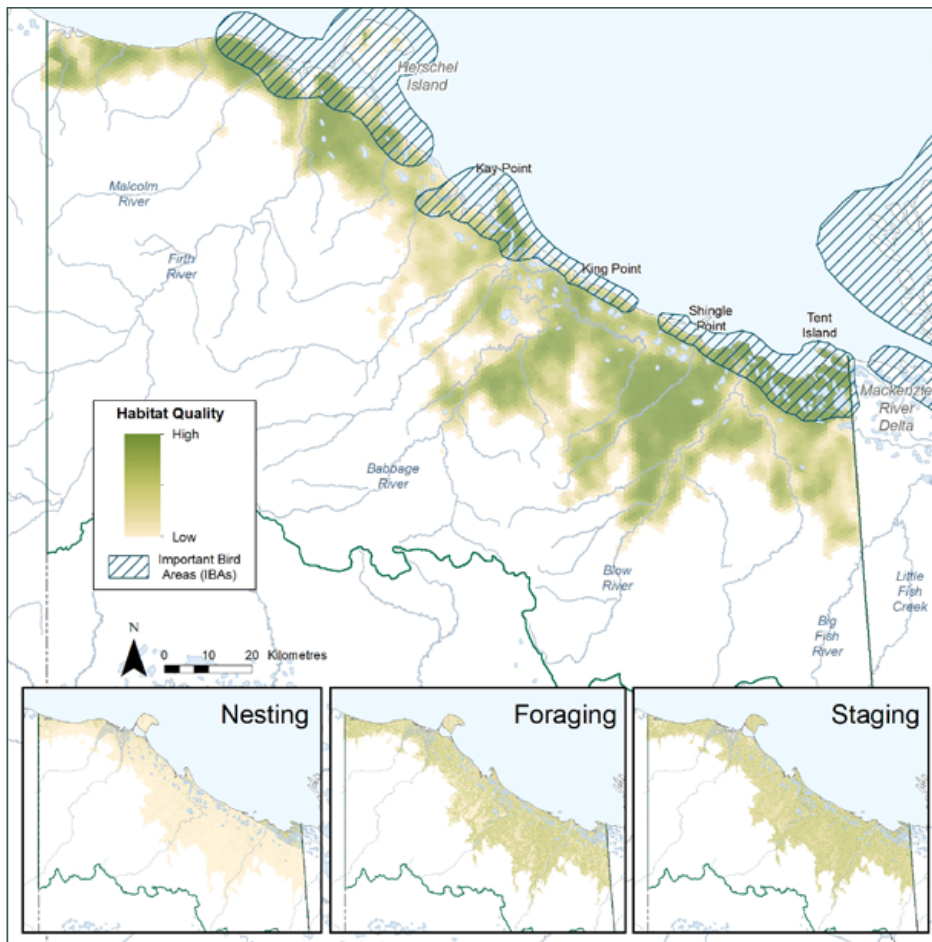 Herschel
Island
Kay Point
Malcolm
River
Firth
River
King Point
Shingle
Point
Tent
Island
Mackenzie
River
Delta
Habitat Quality
High
Low
Important Bird
Areas (IBAs)
Babbage
River
Blow
River
Big
Fish
River
Little
Fish
Creek
N
0 10 20 Kilometres
Nesting
Foraging
Staging